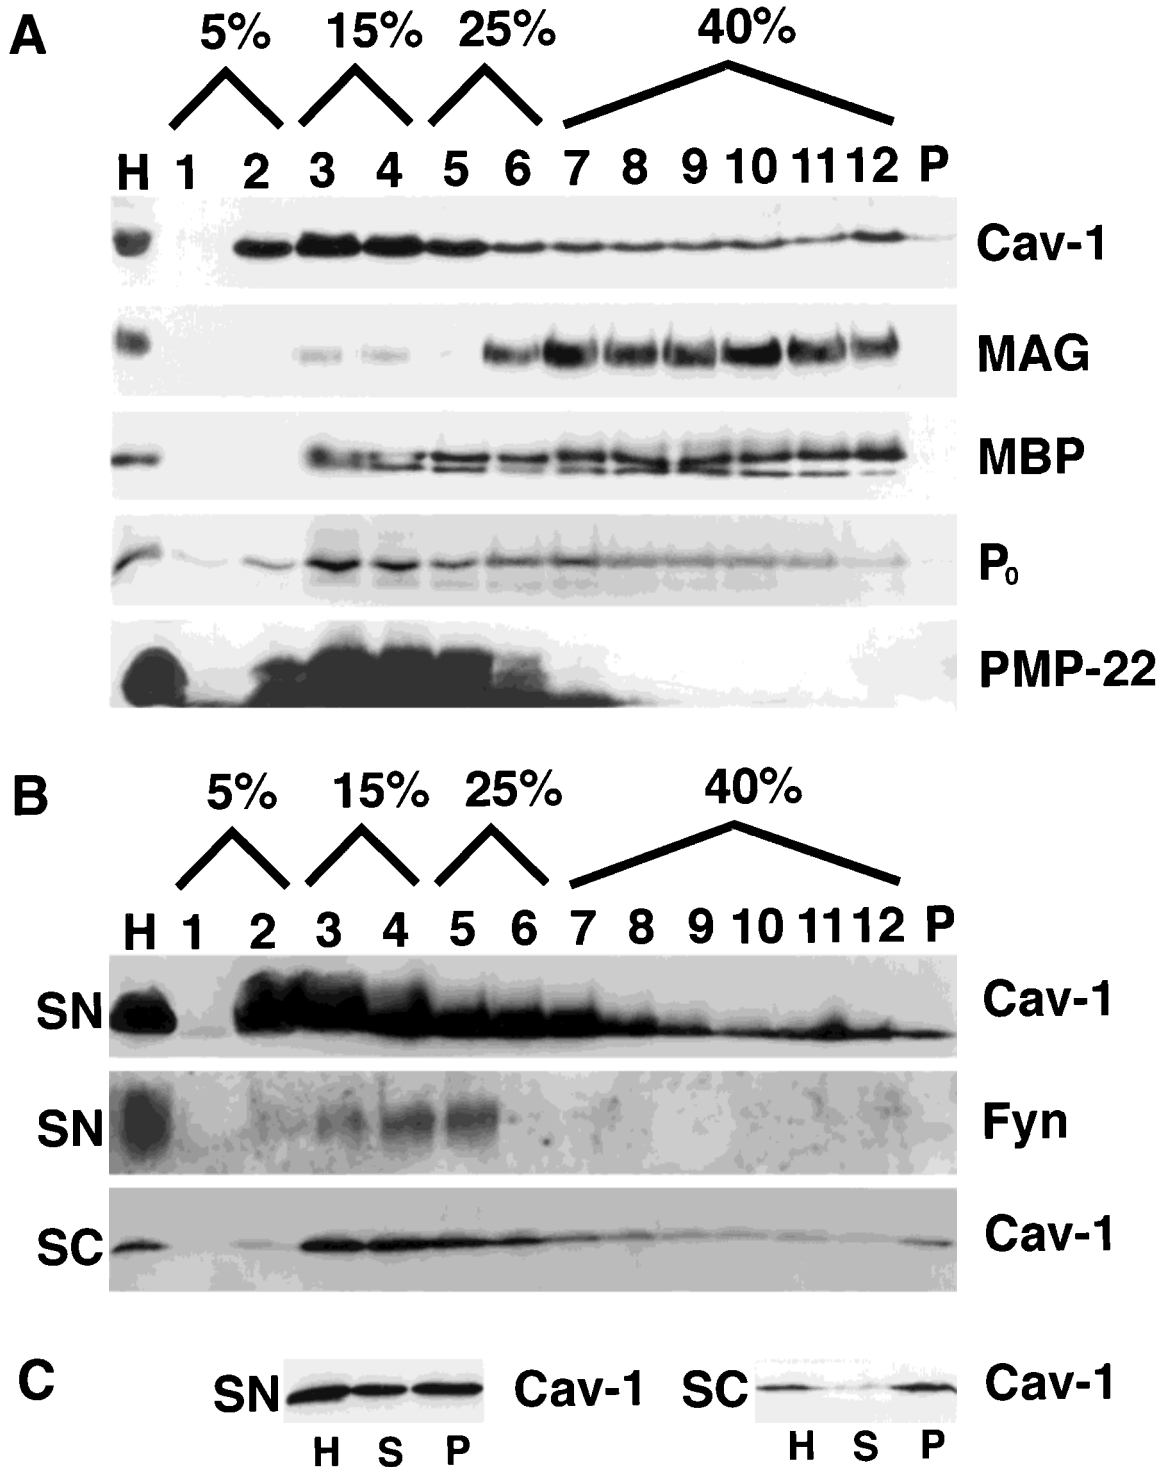 A 5% 15% 25% 40%
H 1 2 3 4 5 6 7 8 9 10 11 12 P
Cav-1
MAG
MBP
P0
PMP-22
B 5% 15% 25% 40%
H 1 2 3 4 5 6 7 8 9 10 11 12 P
SN Cav-1
SN Fyn
SC Cav-1
C SN Cav-1 SC Cav-1
H S P H S P